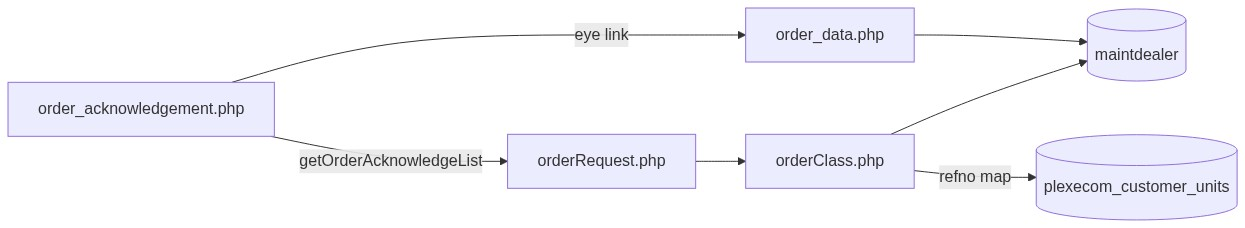 eye link
order_data.php
maintdealer
order_acknowledgement.php
getOrderAcknowledgeList
orderRequest.php
orderClass.php
refno map
plexecom_customer_units